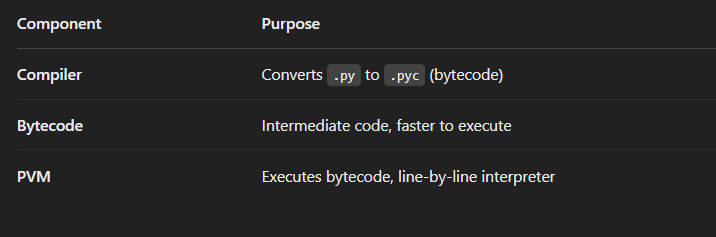 Component Purpose
Compiler Converts .py to .pyc (bytecode)
Bytecode Intermediate code, faster to execute
PVM Executes bytecode, line-by-line interpreter